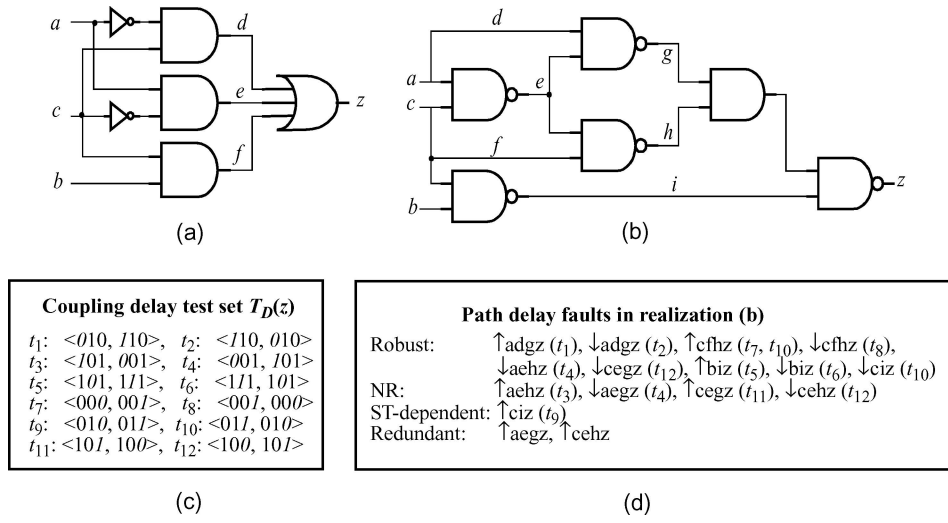 a
c
b
d
e
f
z
(a)
d
a
c
e
g
f
h
b
i
z
(b)
Coupling delay test set T_D(z)
t₁: <010, 110>, t₂: <110, 010>
t₃: <101, 001>, t₄: <001, 101>
t₅: <101, 111>, t₆: <111, 101>
t₇: <000, 001>, t₈: <001, 000>
t₉: <010, 011>, t₁₀: <011, 010>
t₁₁: <101, 100>, t₁₂: <100, 101>
(c)
Path delay faults in realization (b)
Robust: ↑adgz (t₁), ↓adgz (t₂), ↑cfhz (t₇, t₁₀), ↓cfhz (t₈),
↓aehz (t₄), ↓cegz (t₁₂), ↑biz (t₅), ↓biz (t₆), ↓ciz (t₁₀)
NR: ↑aehz (t₃), ↓aegz (t₄), ↑cegz (t₁₁), ↓cehz (t₁₂)
ST-dependent: ↑ciz (t₉)
Redundant: ↑aegz, ↑cehz
(d)